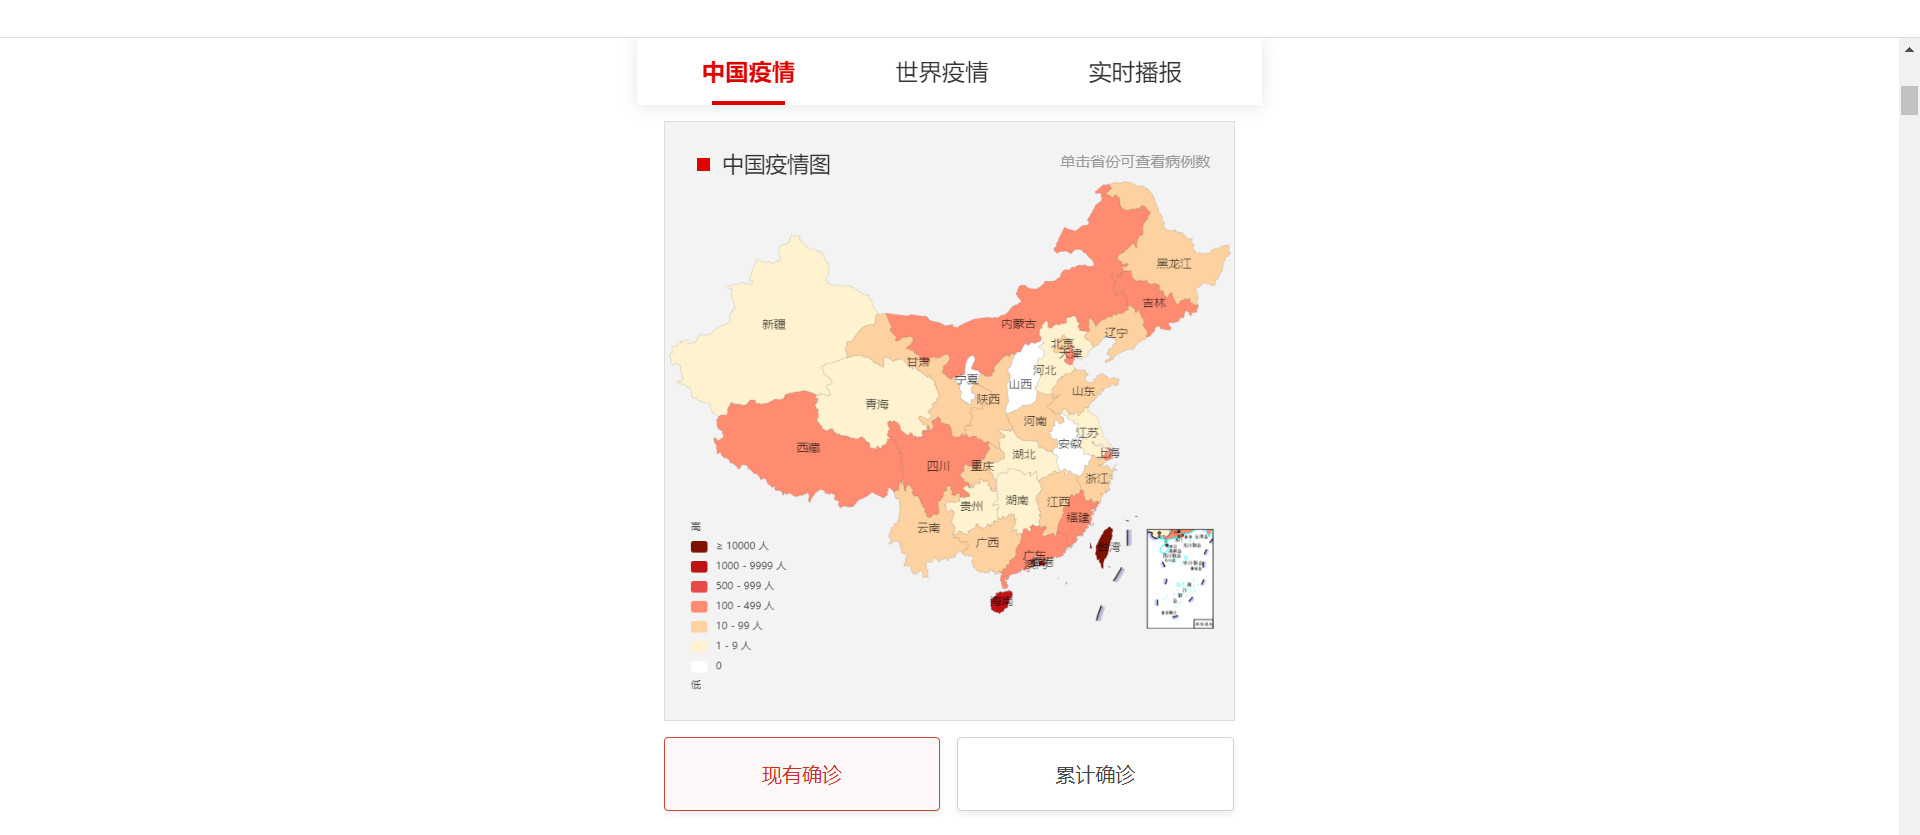 中国疫情 世界疫情 实时播报
中国疫情图
单击省份可查看病例数
黑龙江
吉林
新疆
内蒙古
辽宁
北京
天津
甘肃
河北
宁夏
山西
山东
陕西
青海
河南
江苏
安徽
西藏
上海
湖北
四川
重庆
浙江
湖南
江西
贵州
福建
云南
广西
台湾
广东
海南
高
≥ 10000 人
1000 - 9999 人
500 - 999 人
100 - 499 人
10 - 99 人
1 - 9 人
0
低
现有确诊 累计确诊